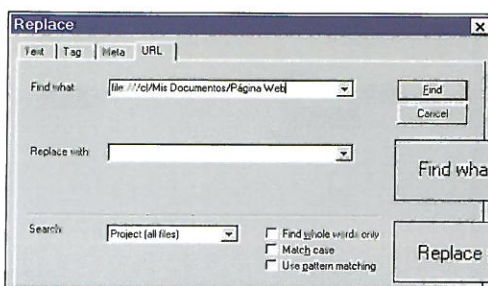 Replace
Text Tag Meta URL
Find what: file:///c|/Mis Documentos/Página Web Find
Cancel
Replace with: Find wha
Search: Project (all files) Find whole words only
Match case Replace
Use pattern matching